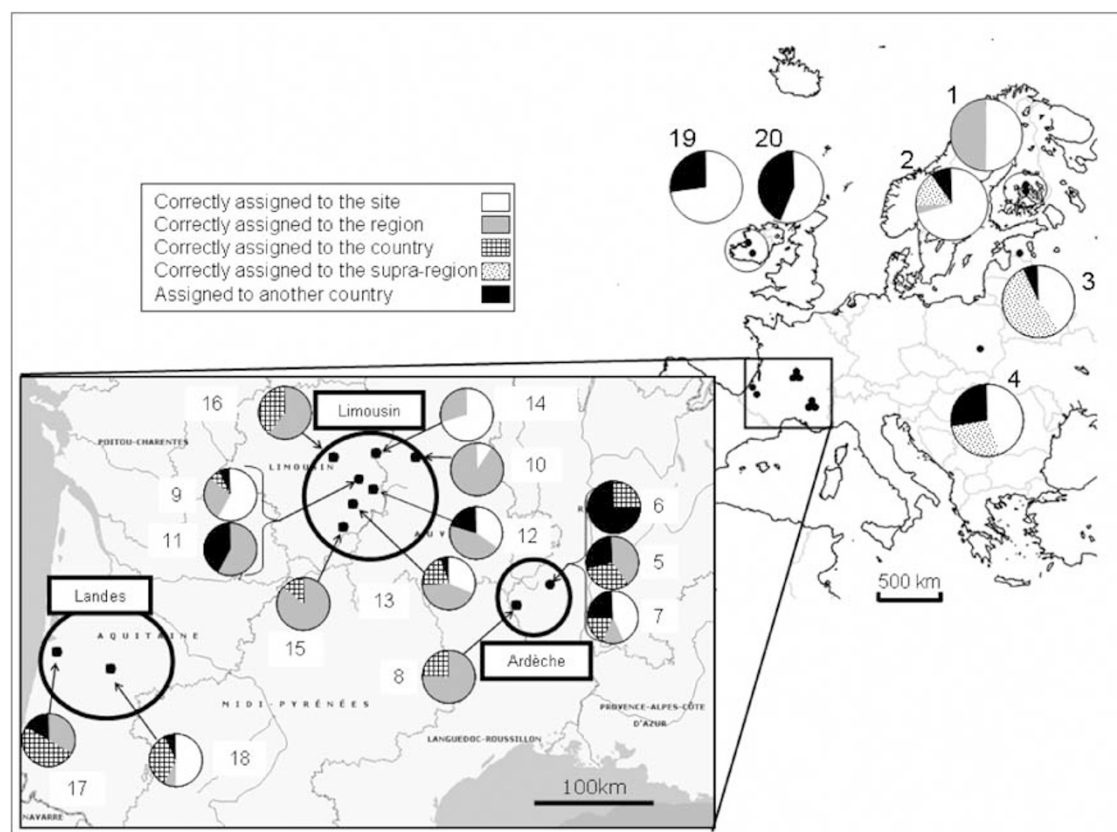 1
19
20
2
Correctly assigned to the site
Correctly assigned to the region
Correctly assigned to the country
Correctly assigned to the supra-region
Assigned to another country
3
4
500 km
16
Limousin
14
POITOU-CHARENTES
LIMOUSIN
10
9
6
11
12
5
Landes
13
7
AQUITAINE
15
Ardèche
8
MIDI-PYRÉNÉES
PROVENCE-ALPES-CÔTE
D'AZUR
LANGUEDOC-ROUSSILLON
18
17
100km
NAVARRE